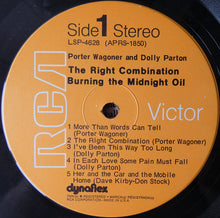 Side 1 Stereo
LSP-4628 (APRS-1850)
Porter Wagoner and Dolly Parton
The Right Combination
Burning the Midnight Oil
RCA
Victor
1 More Than Words Can Tell
(Porter Wagoner)
2 The Right Combination (Porter Wagoner)
3 I've Been This Way Too Long
(Dolly Parton)
4 In Each Love Some Pain Must Fall
(Dolly Parton)
5 Her and the Car and the Mobile
Home (Dave Kirby-Don Stock)
dynaflex